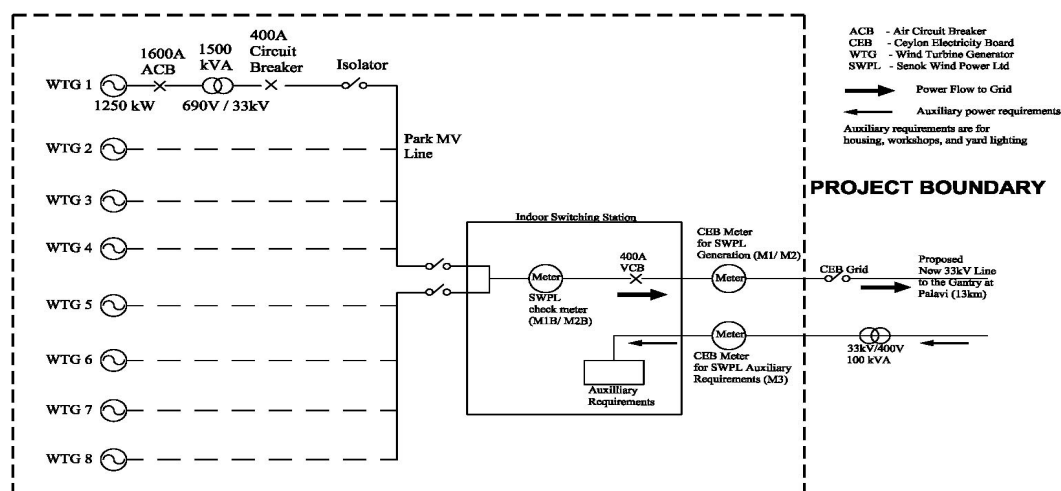 1600A
ACB
1500
kVA
400A
Circuit
Breaker
Isolator
WTG 1
1250 kW
690V / 33kV
WTG 2
Park MV
Line
WTG 3
WTG 4
WTG 5
WTG 6
WTG 7
WTG 8
Indoor Switching Station
Meter
SWPL
check meter
(M1B/ M2B)
400A
VCB
CEB Meter
for SWPL
Generation (M1/ M2)
Meter
CEB Grid
Proposed
New 33kV Line
to the Gantry at
Palavi (13km)
Meter
CEB Meter
for SWPL Auxiliary
Requirements (M3)
33kV/400V
100 kVA
Auxilliary
Requirements
ACB - Air Circuit Breaker
CEB - Ceylon Electricity Board
WTG - Wind Turbine Generator
SWPL - Senok Wind Power Ltd
Power Flow to Grid
Auxiliary power requirements
Auxiliary requirements are for
housing, workshops, and yard lighting
PROJECT BOUNDARY